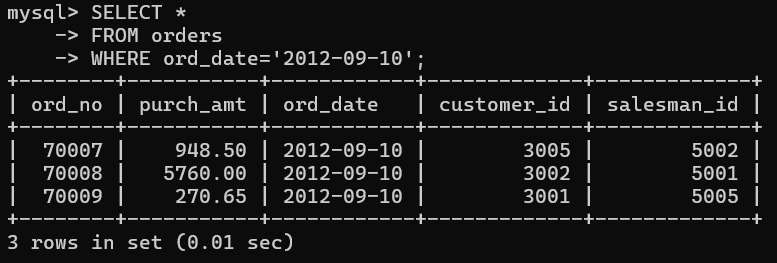 mysql> SELECT *
    -> FROM orders
    -> WHERE ord_date='2012-09-10';
+--------+-----------+------------+-------------+-------------+
| ord_no | purch_amt | ord_date   | customer_id | salesman_id |
+--------+-----------+------------+-------------+-------------+
|  70007 |    948.50 | 2012-09-10 |        3005 |        5002 |
|  70008 |   5760.00 | 2012-09-10 |        3002 |        5001 |
|  70009 |    270.65 | 2012-09-10 |        3001 |        5005 |
+--------+-----------+------------+-------------+-------------+
3 rows in set (0.01 sec)